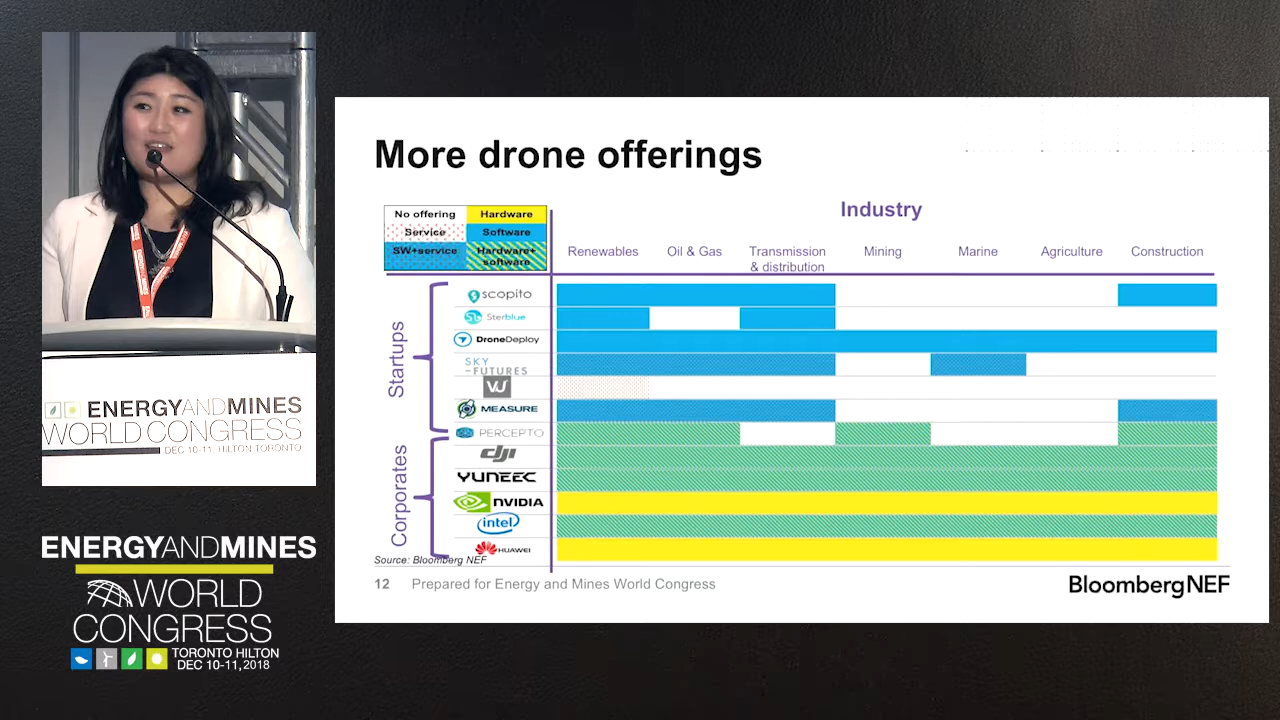 More drone offerings
Industry
No offering
Hardware
Service
Software
SW+service
Hardware+
software
Renewables
Oil & Gas
Transmission
& distribution
Mining
Marine
Agriculture
Construction
Startups
scopito
Sterblue
DroneDeploy
SKY
-FUTURES
MEASURE
PERCEPTO
Corporates
dji
YUNEEC
NVIDIA
intel
HUAWEI
Source: Bloomberg NEF
12 Prepared for Energy and Mines World Congress
BloombergNEF
ENERGYANDMINES
WORLD CONGRESS
DEC 10-11, HILTON TORONTO
ENERGYANDMINES
WORLD
CONGRESS
TORONTO HILTON
DEC 10-11, 2018